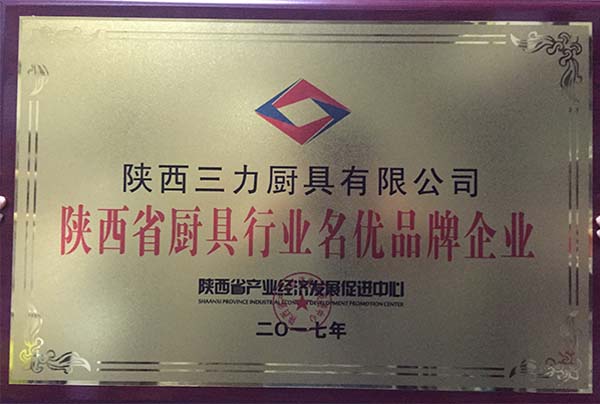 陕西三力厨具有限公司
陕西省厨具行业名优品牌企业
陕西省产业经济发展促进中心
SHAANXI PROVINCE INDUSTRIAL ECONOMIC DEVELOPMENT PROMOTION CENTER
二〇一七年